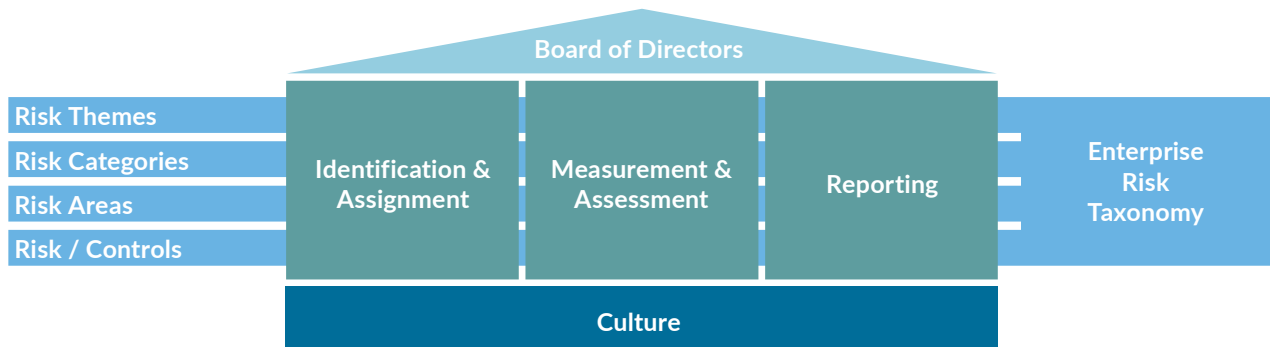 Board of Directors
Risk Themes
Risk Categories
Risk Areas
Risk / Controls
Identification &
Assignment
Measurement &
Assessment
Reporting
Enterprise
Risk
Taxonomy
Culture